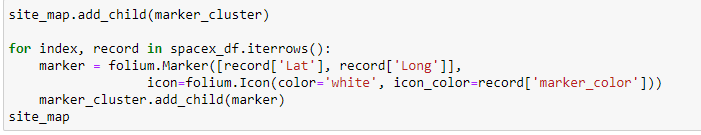 site_map.add_child(marker_cluster)
for index, record in spacex_df.iterrows():
marker = folium.Marker([record['Lat'], record['Long']],
icon=folium.Icon(color='white', icon_color=record['marker_color']))
marker_cluster.add_child(marker)
site_map